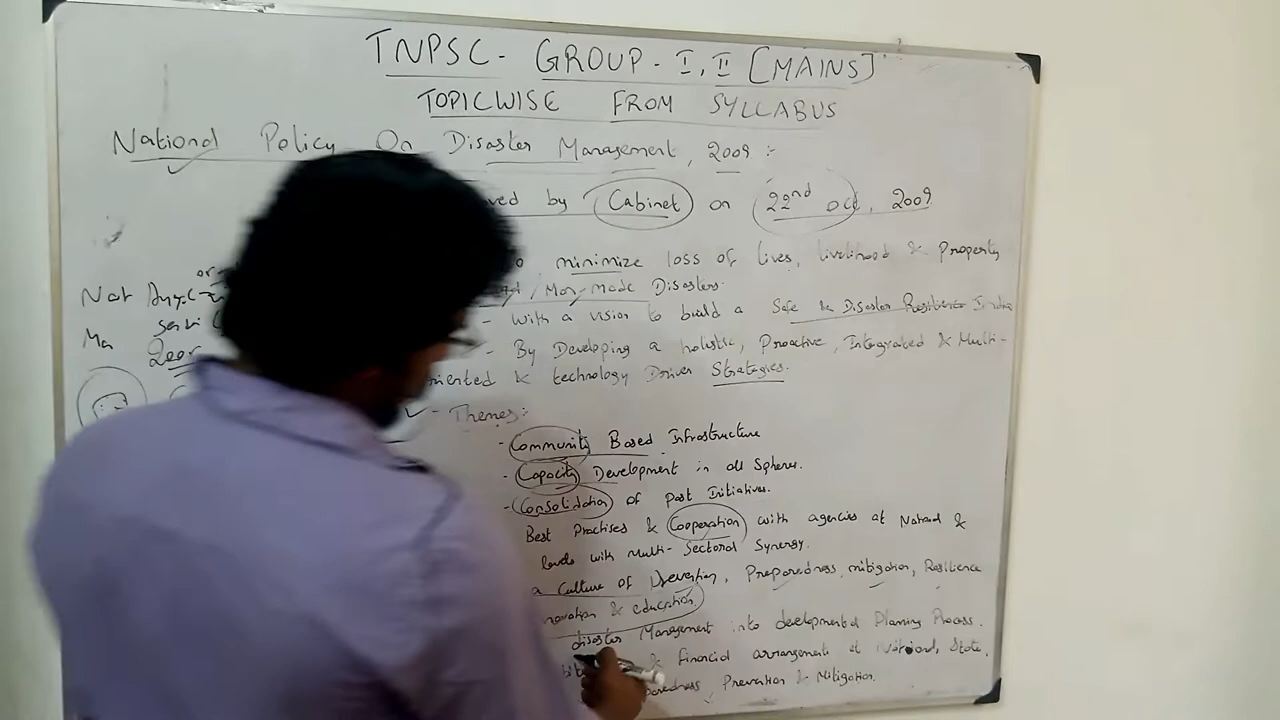 TNPSC - GROUP - I, II [MAINS]
TOPICWISE FROM SYLLABUS
National Policy On Disaster Management, 2009 :-
by Cabinet on 22nd Oct, 2009
minimize loss of lives, livelihood & Property
Man-made Disasters.
- With a vision to build a Safe & Disaster Resilience India
- By Developing a holistic, Proactive, Integrated & Multi-
oriented & technology Driven Strategies.
- Themes:
- Community Based Infrastructure
- Capacity Development in all Spheres.
- Consolidation of Past Initiatives.
Best Practises & Cooperation with agencies at National &
levels with Multi-Sectoral Synergy.
a Culture of Prevention, Preparedness, mitigation, Resilience
& education
disaster Management into developmental Planning Process.
& financial arrangements at National, State,
Prevention & Mitigation.
Nat
Ma